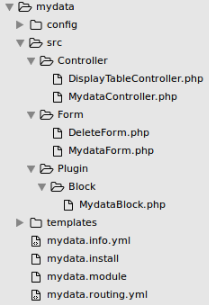 mydata
config
src
Controller
DisplayTableController.php
MydataController.php
Form
DeleteForm.php
MydataForm.php
Plugin
Block
MydataBlock.php
templates
mydata.info.yml
mydata.install
mydata.module
mydata.routing.yml